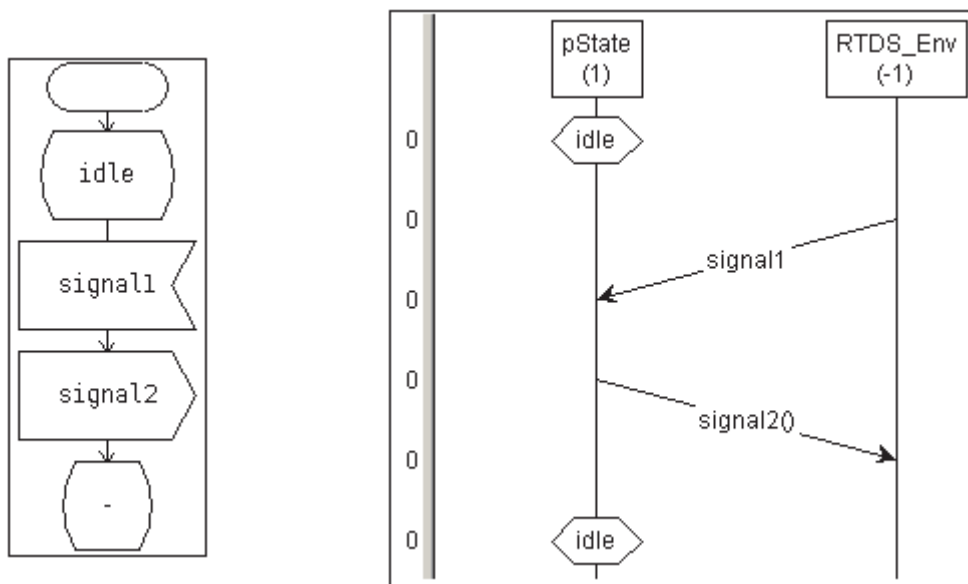 idle
signal1
signal2
-
pState
(1)
RTDS_Env
(-1)
0
idle
0
signal1
0
0
signal2()
0
0
idle